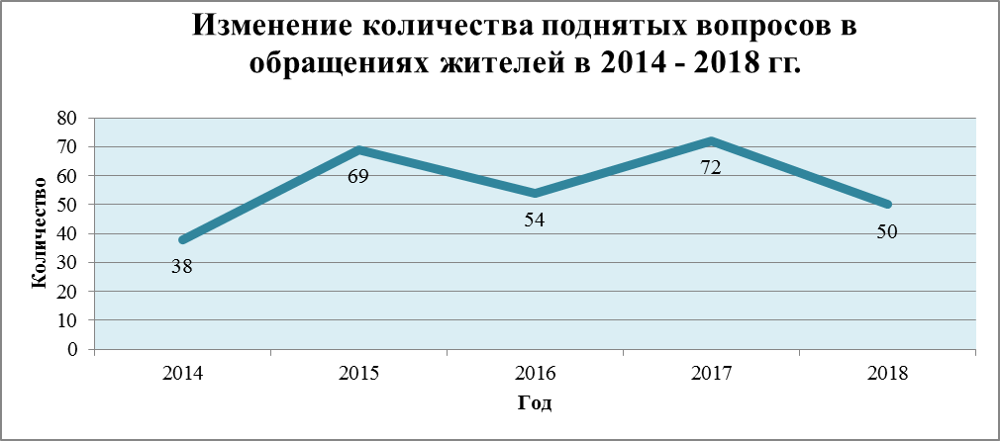 Изменение количества поднятых вопросов в
обращениях жителей в 2014 - 2018 гг.
Количество
80
70
60
50
40
30
20
10
0
38
69
54
72
50
2014 2015 2016 2017 2018
Год